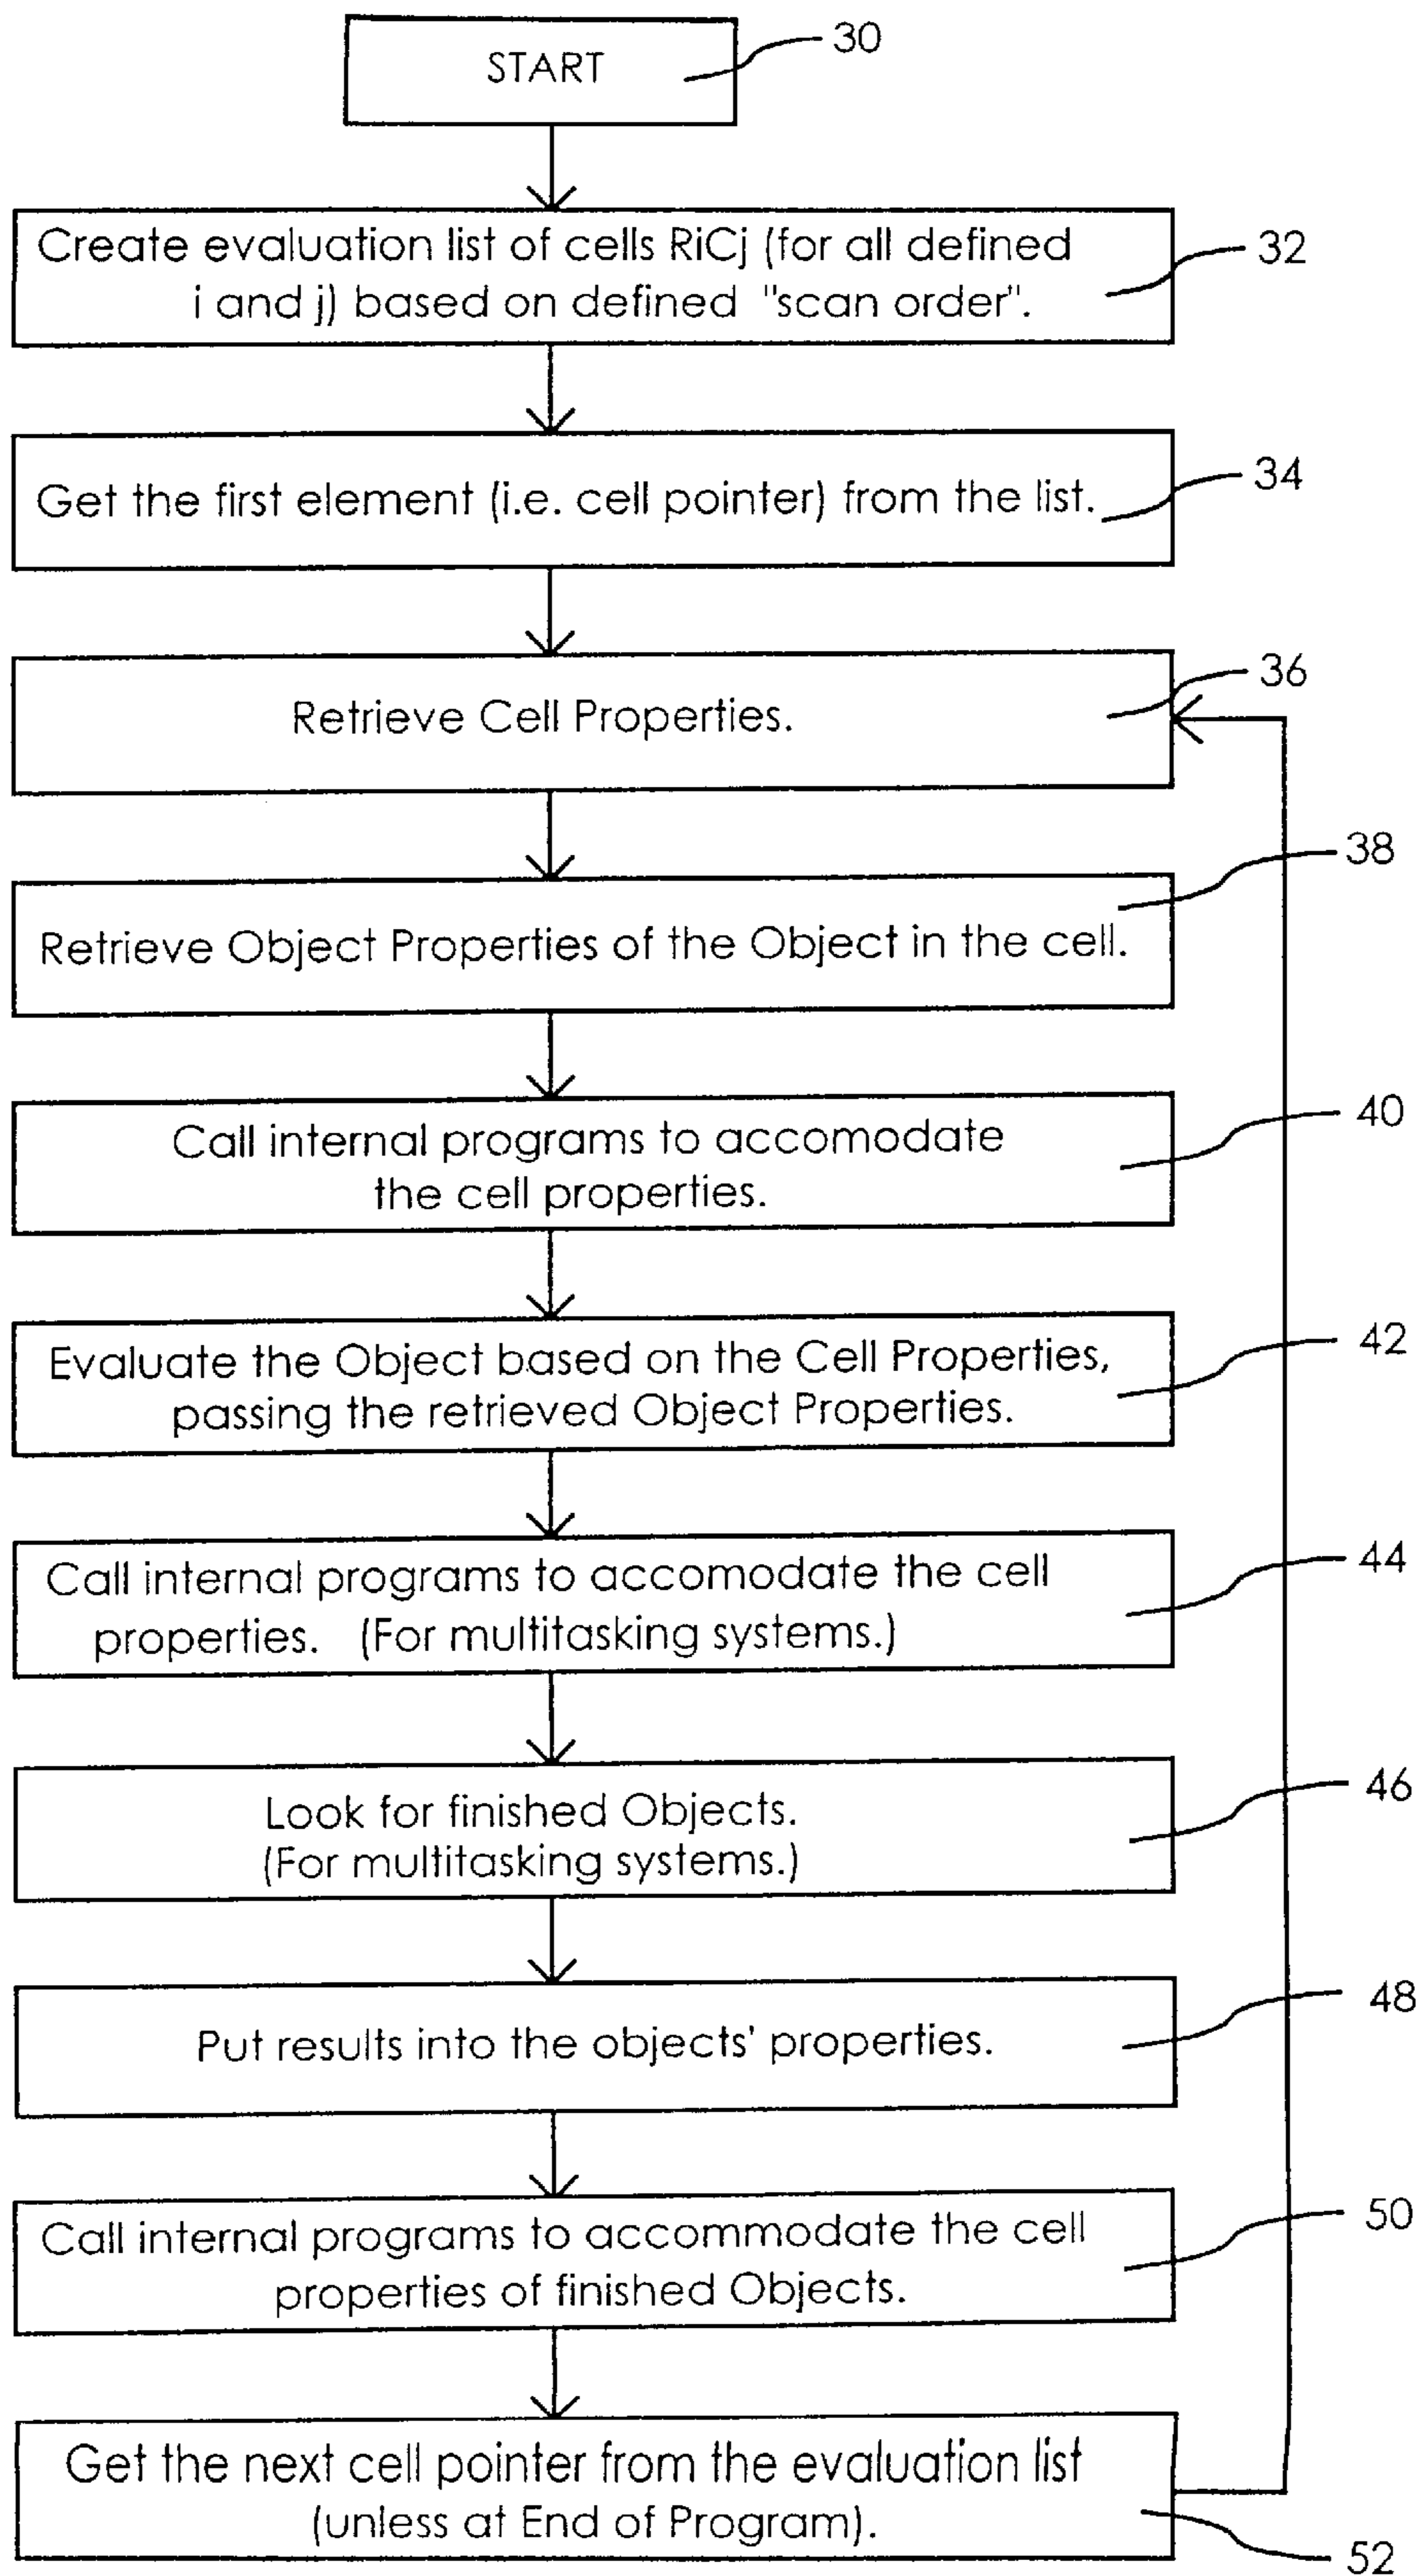 START
30
Create evaluation list of cells RiCj (for all defined
i and j) based on defined "scan order".
32
Get the first element (i.e. cell pointer) from the list.
34
Retrieve Cell Properties.
36
Retrieve Object Properties of the Object in the cell.
38
Call internal programs to accomodate
the cell properties.
40
Evaluate the Object based on the Cell Properties,
passing the retrieved Object Properties.
42
Call internal programs to accomodate the cell
properties. (For multitasking systems.)
44
Look for finished Objects.
(For multitasking systems.)
46
Put results into the objects' properties.
48
Call internal programs to accommodate the cell
properties of finished Objects.
50
Get the next cell pointer from the evaluation list
(unless at End of Program).
52